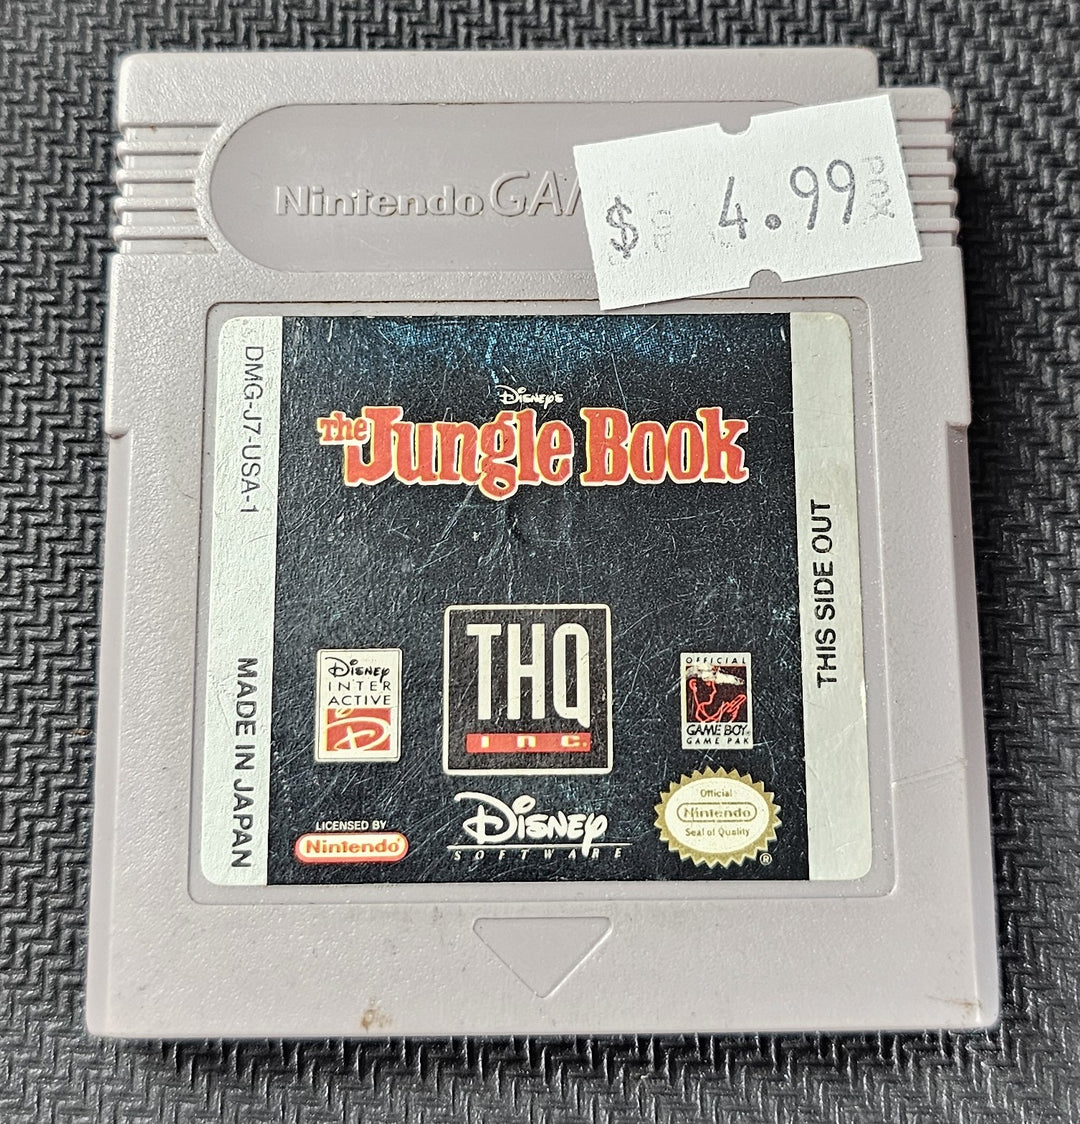 Nintendo GA
$ 4.99
DMG-J7-USA-1
MADE IN JAPAN
DISNEY'S
The Jungle Book
THIS SIDE OUT
DISNEY
INTER
ACTIVE
THQ
inc.
OFFICIAL
GAME BOY
GAME PAK
LICENSED BY
Nintendo
DISNEY
SOFTWARE
Official
Nintendo
Seal of Quality
®